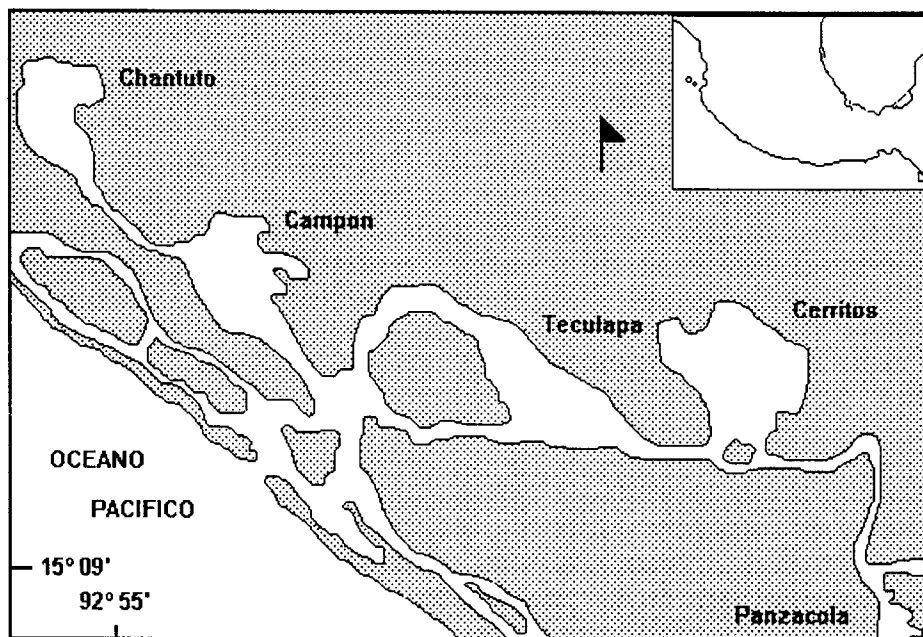 Chantuto
Campon
Teculapa
Cerritos
OCEANO
PACIFICO
15° 09'
92° 55'
Panzacola